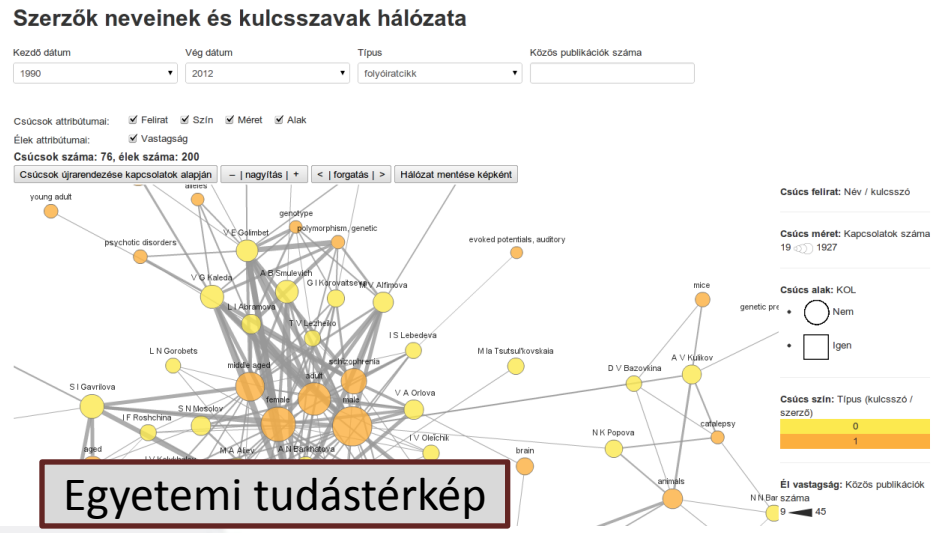 Szerzők neveinek és kulcsszavak hálózata
Kezdő dátum
Vég dátum
Típus
Közös publikációk száma
1990
2012
folyóiratcikk
Csúcsok attribútumai: Felirat Szín Méret Alak
Élek attribútumai: Vastagság
Csúcsok száma: 76, élek száma: 200
Csúcsok újrarendezése kapcsolatok alapján
– | nagyítás | +
< | forgatás | >
Hálózat mentése képként
alleles
young adult
genotype
V E Golimbet
polymorphism, genetic
psychotic disorders
evoked potentials, auditory
A B Smulevich
V G Kaleda
G I Korovaitseva
M V Alfimova
mice
L I Abramova
genetic pre
T V Lezheiko
I S Lebedeva
L N Gorobets
M Ia Tsutsul'kovskaia
A V Kulikov
schizophrenia
middle aged
D V Bazovkina
adult
S I Gavrilova
V A Orlova
female
male
S N Mosolov
I F Roshchina
catalepsy
N K Popova
I V Oleichik
aged
M A Aliev
A N Barkhatova
brain
animals
N N Bar
Egyetemi tudástérkép
Csúcs felirat: Név / kulcsszó
Csúcs méret: Kapcsolatok száma
19 1927
Csúcs alak: KOL
Nem
Igen
Csúcs szín: Típus (kulcsszó /
szerző)
0
1
Él vastagság: Közös publikációk
száma
9 45